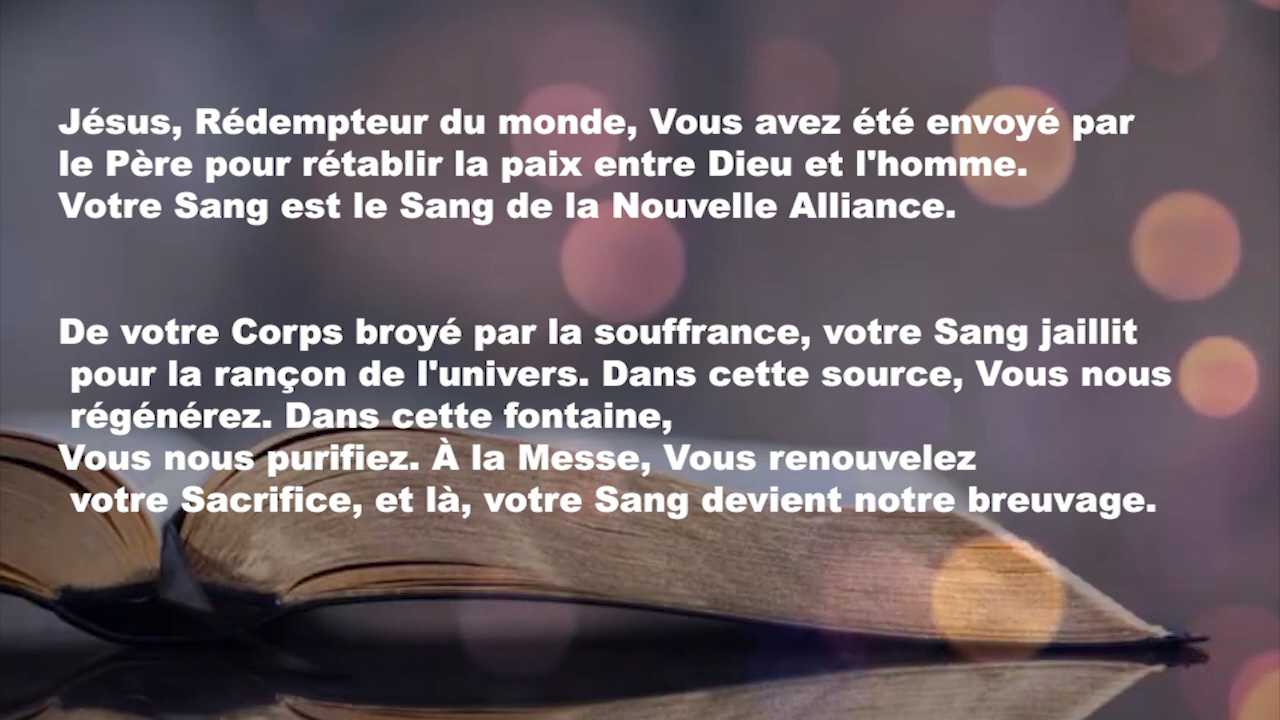 Jésus, Rédempteur du monde, Vous avez été envoyé par
le Père pour rétablir la paix entre Dieu et l'homme.
Votre Sang est le Sang de la Nouvelle Alliance.
De votre Corps broyé par la souffrance, votre Sang jaillit
pour la rançon de l'univers. Dans cette source, Vous nous
régénérez. Dans cette fontaine,
Vous nous purifiez. À la Messe, Vous renouvelez
votre Sacrifice, et là, votre Sang devient notre breuvage.